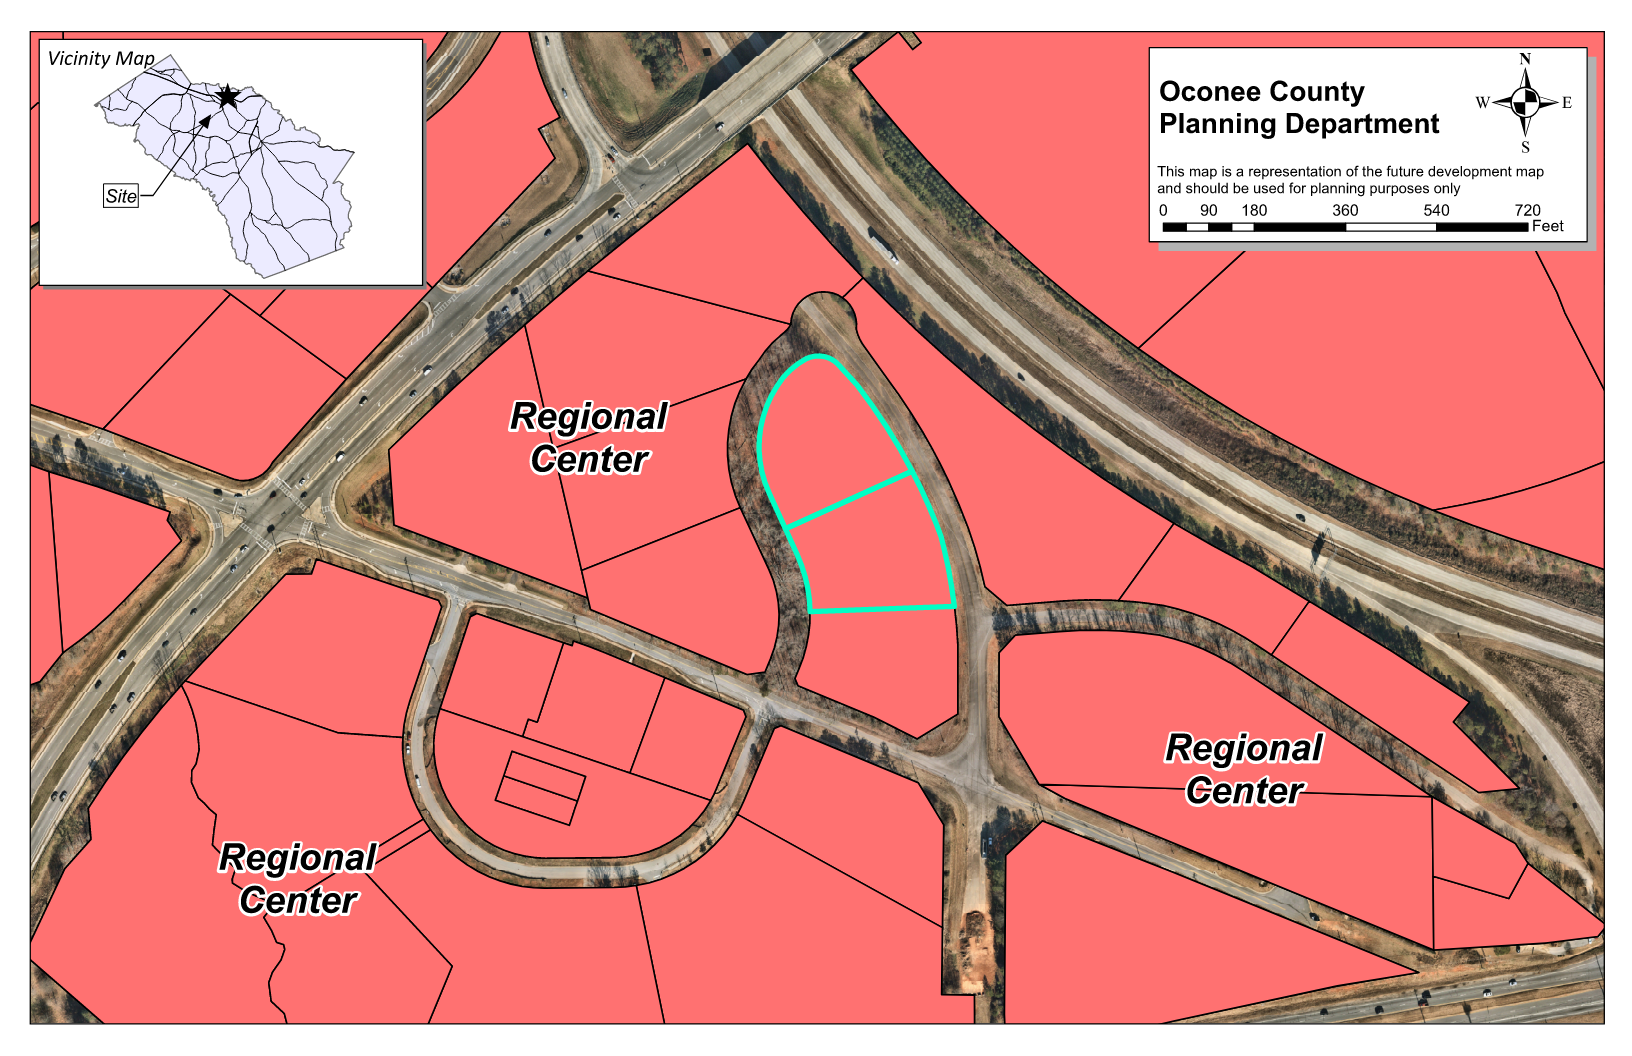 Vicinity Map
Site
Oconee County
Planning Department
N
W E
S
This map is a representation of the future development map
and should be used for planning purposes only
0 90 180 360 540 720
Feet
Regional
Center
Regional
Center
Regional
Center